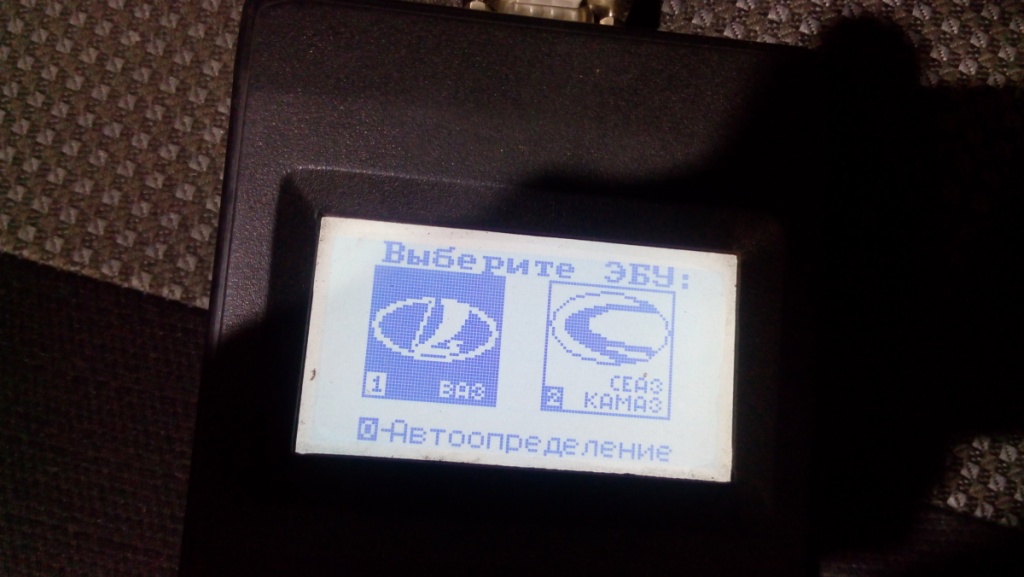 Выберите ЭБУ:
1 ВАЗ
СЕАЗ
2 КАМАЗ
0-Автоопределение